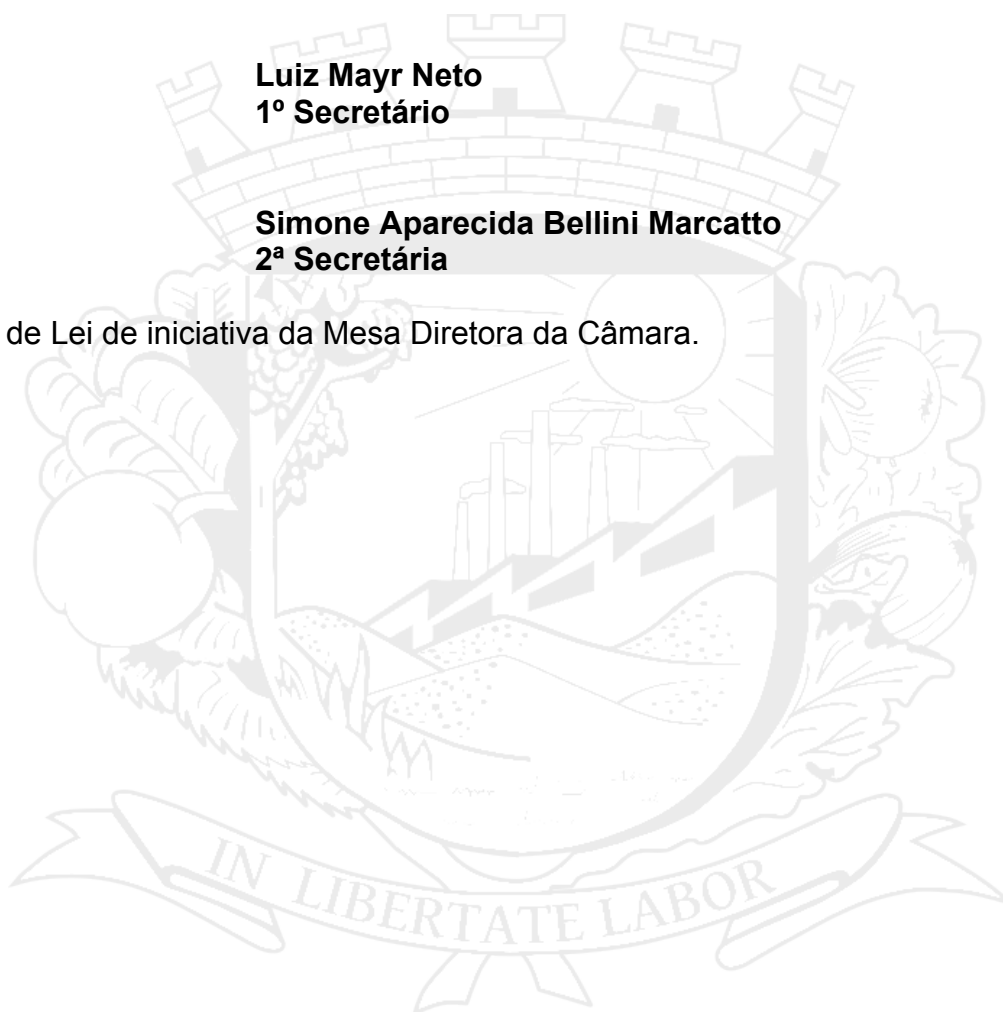 Luiz Mayr Neto
1º Secretário
Simone Aparecida Bellini Marcatto
2ª Secretária
de Lei de iniciativa da Mesa Diretora da Câmara.
IN LIBERTATE LABOR